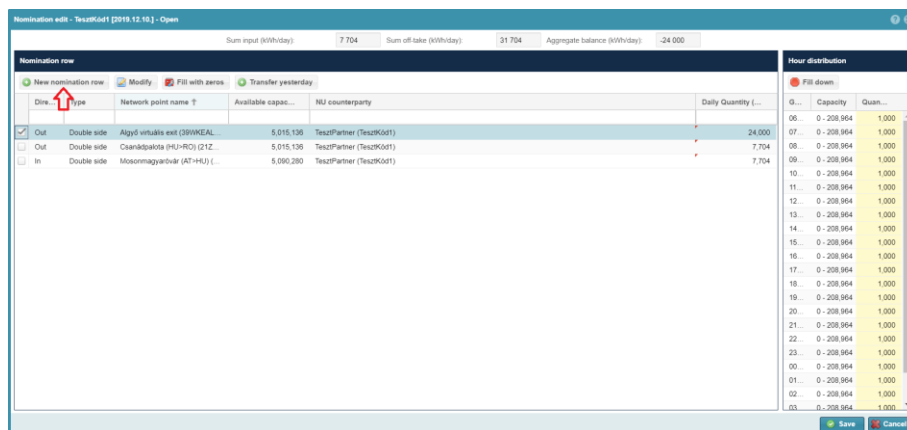 Nomination edit - TesztKód1 [2019.12.10.] - Open
Sum input (kWh/day): 7 704 Sum off-take (kWh/day): 31 704 Aggregate balance (kWh/day): -24 000
Nomination row
Hour distribution
New nomination row Modify Fill with zeros Transfer yesterday
Fill down
Dire... Type Network point name ↑ Available capac... NU counterparty Daily Quantity (...
G... Capacity Quan...
Out Double side Algyő virtuális exit (39WKEAL... 5,015,136 TesztPartner (TesztKód1) 24,000
Out Double side Csanádpalota (HU>RO) (21Z... 5,015,136 TesztPartner (TesztKód1) 7,704
In Double side Mosonmagyaróvár (AT>HU) (... 5,090,280 TesztPartner (TesztKód1) 7,704
06... 0 - 208,964 1,000
07... 0 - 208,964 1,000
08... 0 - 208,964 1,000
09... 0 - 208,964 1,000
10... 0 - 208,964 1,000
11... 0 - 208,964 1,000
12... 0 - 208,964 1,000
13... 0 - 208,964 1,000
14... 0 - 208,964 1,000
15... 0 - 208,964 1,000
16... 0 - 208,964 1,000
17... 0 - 208,964 1,000
18... 0 - 208,964 1,000
19... 0 - 208,964 1,000
20... 0 - 208,964 1,000
21... 0 - 208,964 1,000
22... 0 - 208,964 1,000
23... 0 - 208,964 1,000
00... 0 - 208,964 1,000
01... 0 - 208,964 1,000
02... 0 - 208,964 1,000
03... 0 - 208,964 1,000
Save Cancel